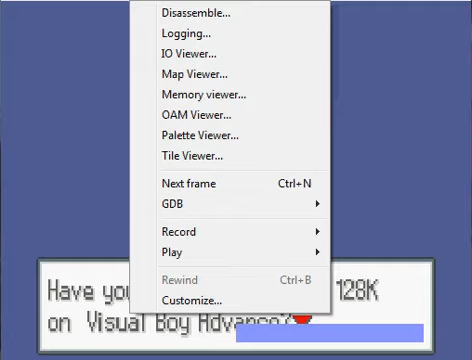 Disassemble...
Logging...
IO Viewer...
Map Viewer...
Memory viewer...
OAM Viewer...
Palette Viewer...
Tile Viewer...
Next frame Ctrl+N
GDB
Record
Play
Rewind Ctrl+B
Customize...
Have you 128K
on Visual Boy Advance?